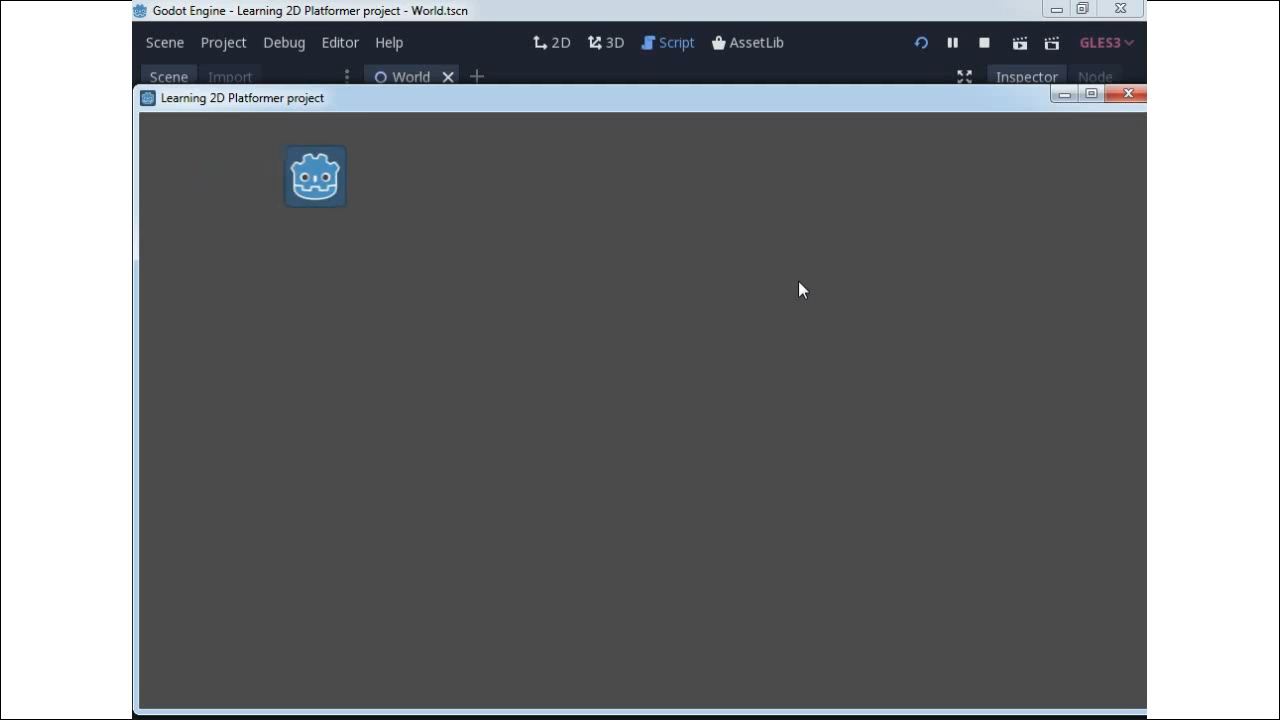 Godot Engine - Learning 2D Platformer project - World.tscn
Scene Project Debug Editor Help 2D 3D Script AssetLib GLES3
Scene Import World Inspector Node
Learning 2D Platformer project